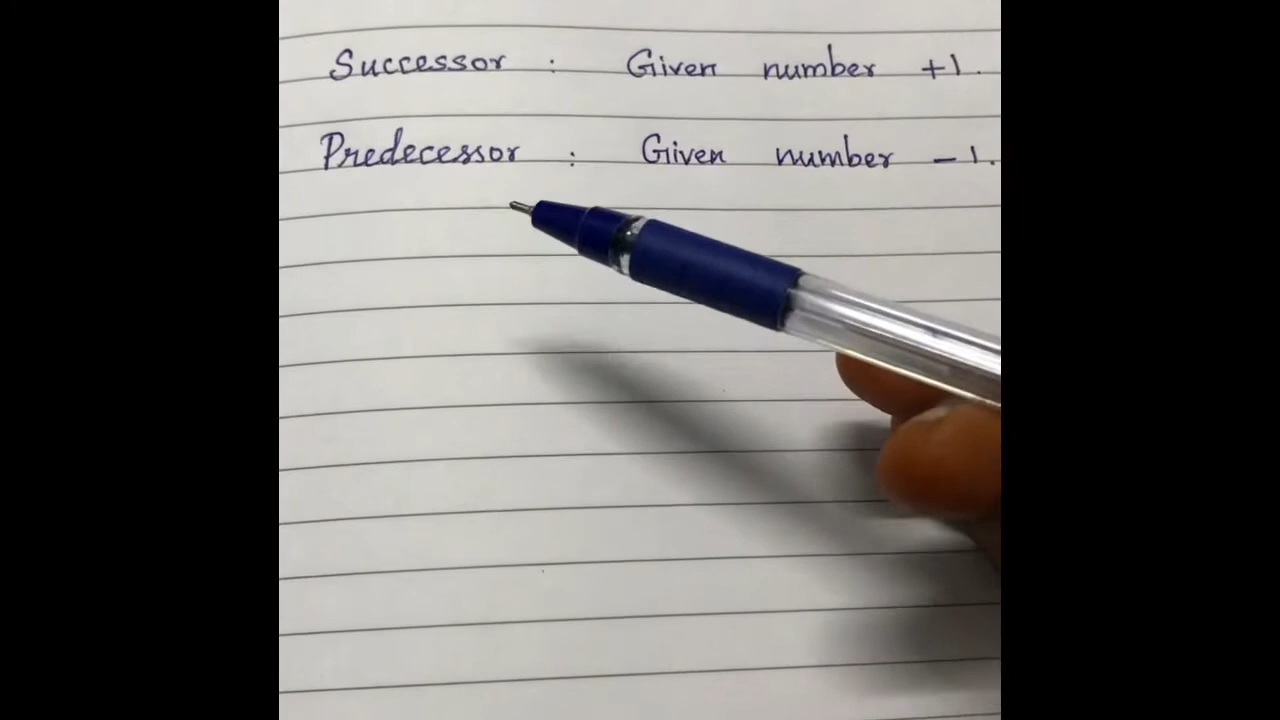 Successor : Given number +1.
Predecessor : Given number -1.